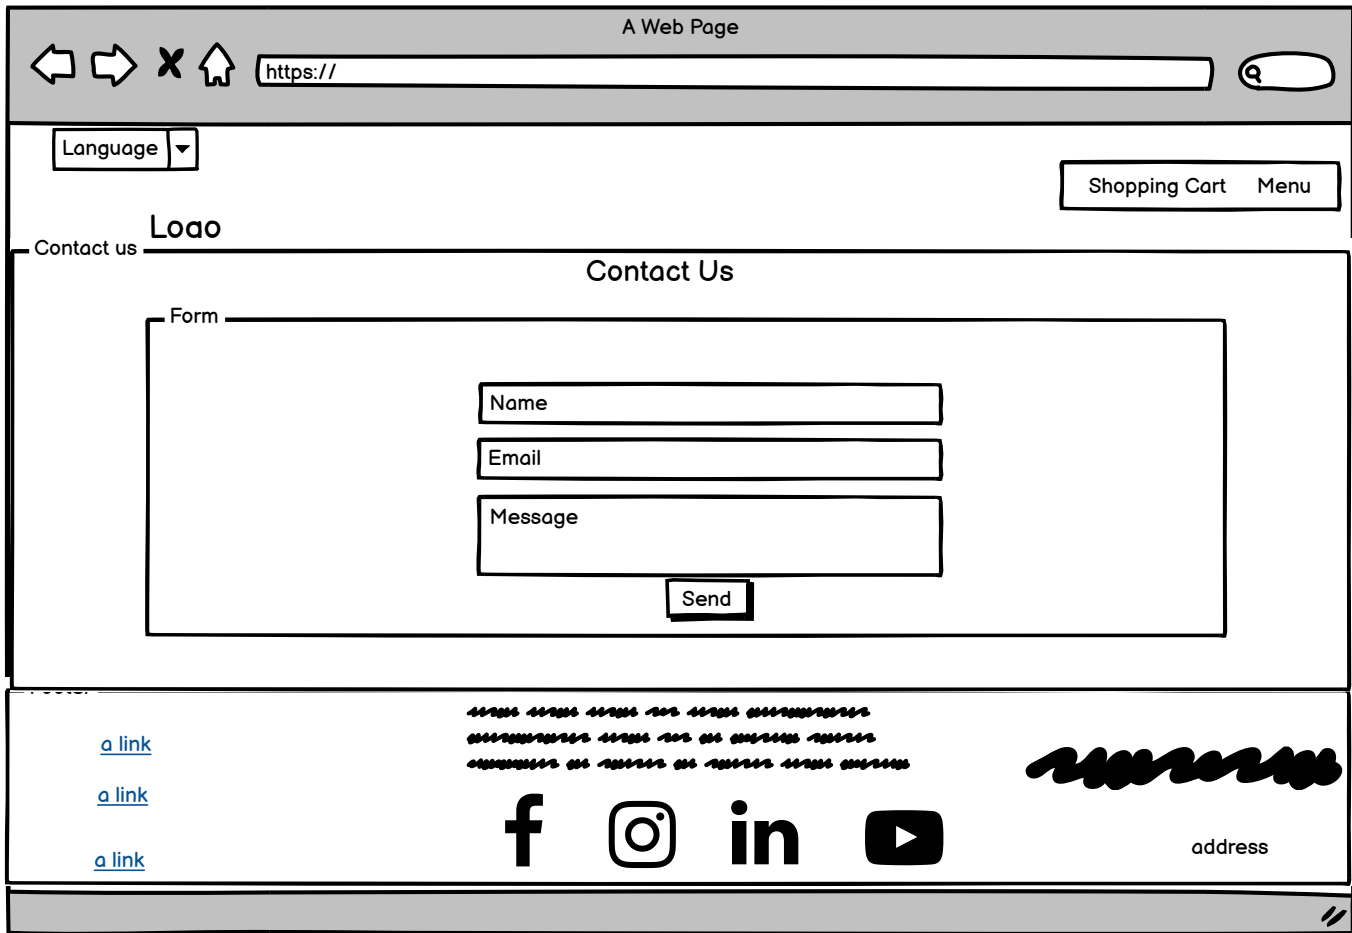 A Web Page
https://
Language
Shopping Cart Menu
Logo
Contact us
Contact Us
Form
Name
Email
Message
Send
a link
a link
a link
address